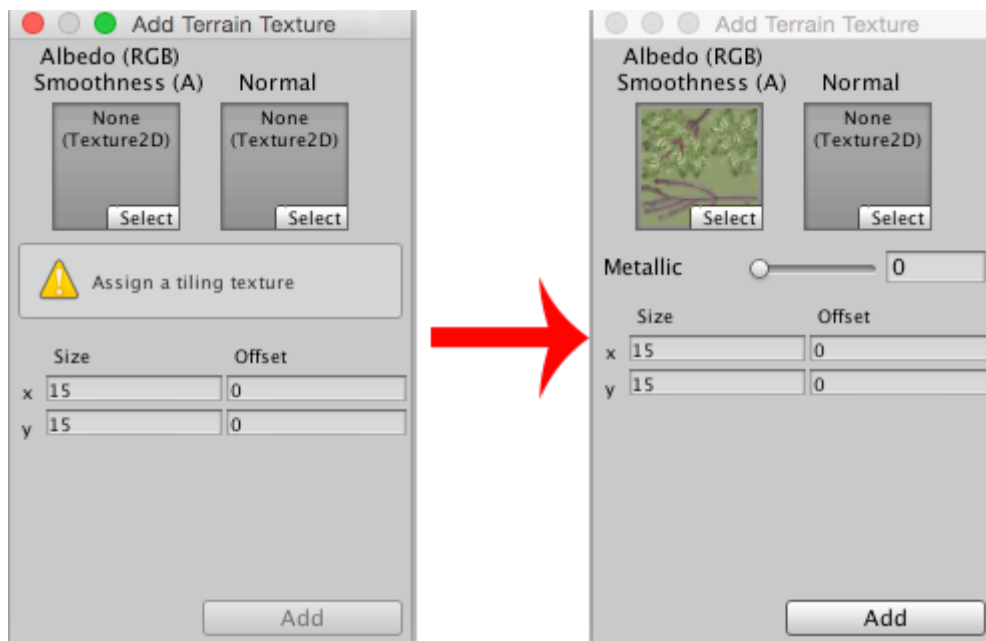 Add Terrain Texture
Albedo (RGB)
Smoothness (A) Normal
None None
(Texture2D) (Texture2D)
Select Select
Assign a tiling texture
Size Offset
x 15 0
y 15 0
Add
Add Terrain Texture
Albedo (RGB)
Smoothness (A) Normal
None
(Texture2D)
Select Select
Metallic 0
Size Offset
x 15 0
y 15 0
Add